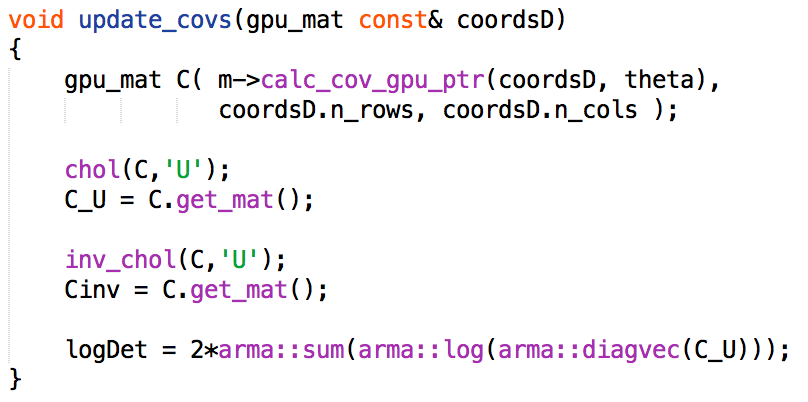 void update_covs(gpu_mat const& coordsD)
{
    gpu_mat C( m->calc_cov_gpu_ptr(coordsD, theta),
               coordsD.n_rows, coordsD.n_cols );

    chol(C,'U');
    C_U = C.get_mat();

    inv_chol(C,'U');
    Cinv = C.get_mat();

    logDet = 2*arma::sum(arma::log(arma::diagvec(C_U)));
}